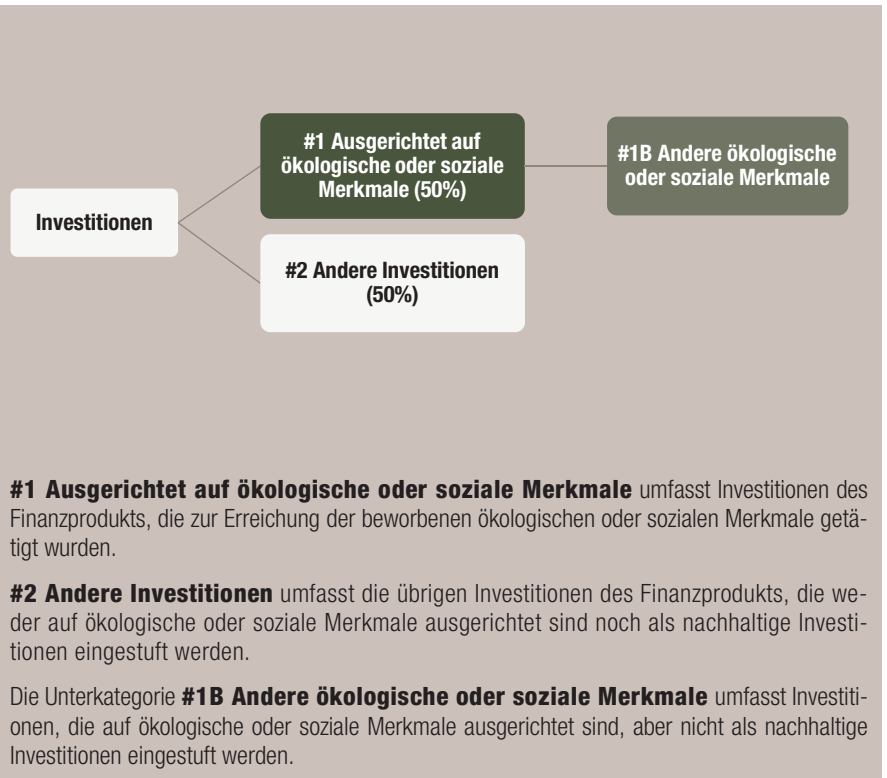 #1 Ausgerichtet auf
ökologische oder soziale
Merkmale (50%)
#1B Andere ökologische
oder soziale Merkmale
Investitionen
#2 Andere Investitionen
(50%)
#1 Ausgerichtet auf ökologische oder soziale Merkmale umfasst Investitionen des
Finanzprodukts, die zur Erreichung der beworbenen ökologischen oder sozialen Merkmale getä-
tigt wurden.
#2 Andere Investitionen umfasst die übrigen Investitionen des Finanzprodukts, die we-
der auf ökologische oder soziale Merkmale ausgerichtet sind noch als nachhaltige Investi-
tionen eingestuft werden.
Die Unterkategorie #1B Andere ökologische oder soziale Merkmale umfasst Investiti-
onen, die auf ökologische oder soziale Merkmale ausgerichtet sind, aber nicht als nachhaltige
Investitionen eingestuft werden.